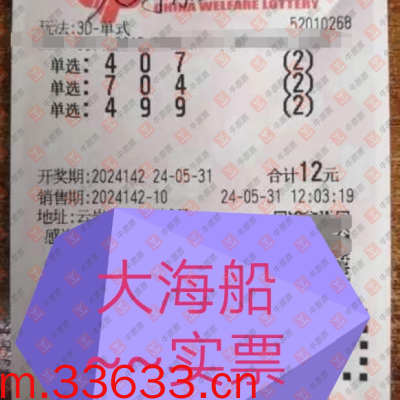 CHINA WELFARE LOTTERY
玩法:3D-单式
52010268
单选: 4 0 7 (2)
单选: 7 0 4 (2)
单选: 4 9 9 (2)
开奖期:2024142 24-05-31 合计12元
销售期:2024142-10 24-05-31 12:03:19
地址:云岩
大海船
~~实票
m.33633.cn